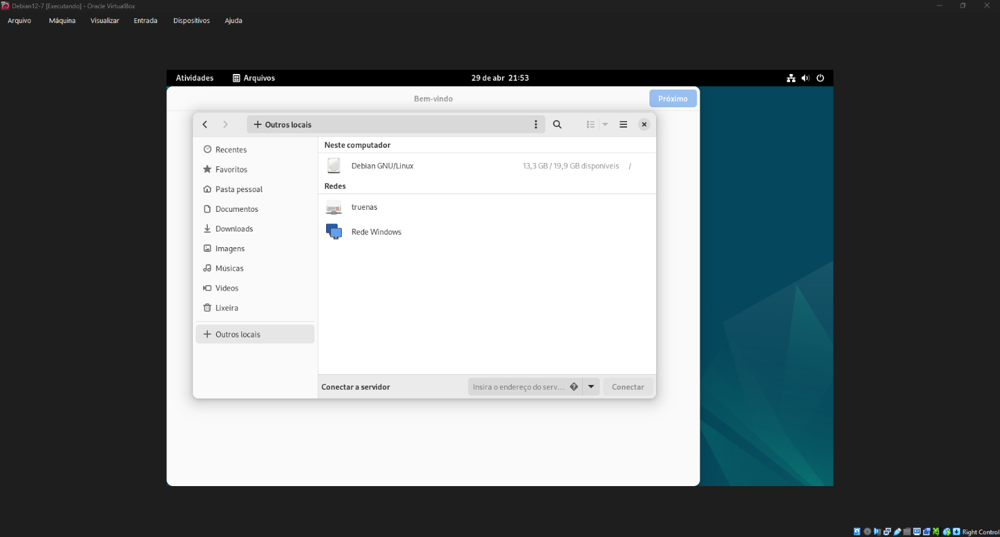 Debian12-7 [Executando] - Oracle VirtualBox
Arquivo Máquina Visualizar Entrada Dispositivos Ajuda
Atividades Arquivos 29 de abr 21:53
Bem-vindo Próximo
Outros locais
Recentes
Favoritos
Pasta pessoal
Documentos
Downloads
Imagens
Músicas
Vídeos
Lixeira
Outros locais
Neste computador
Debian GNU/Linux 13,3 GB / 19,9 GB disponíveis /
Redes
truenas
Rede Windows
Conectar a servidor Insira o endereço do serv... Conectar
Right Control